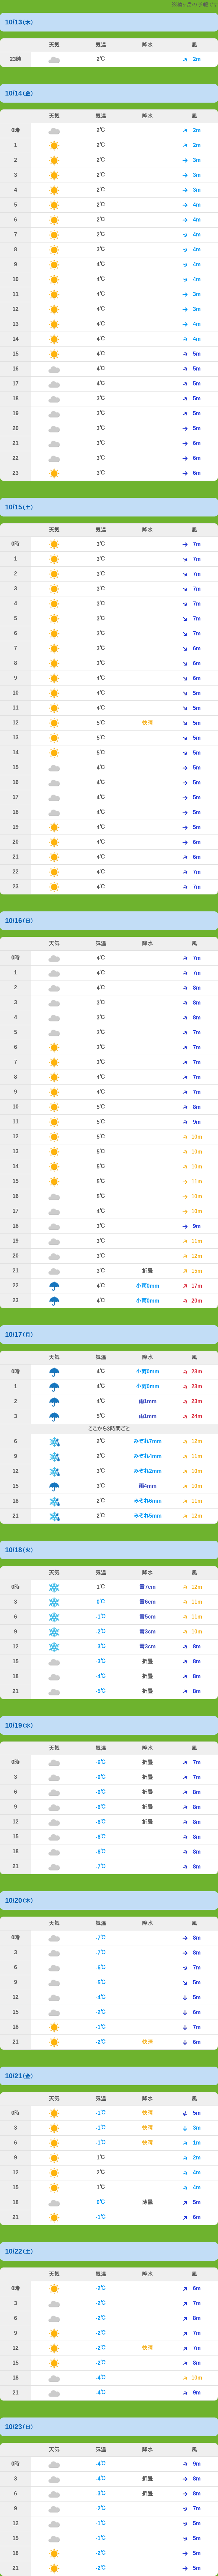 10/13(木)
天気 気温 降水 風
23時 2℃ 2m
10/14(金)
天気 気温 降水 風
0時 2℃ 2m
1 2℃ 2m
2 2℃ 3m
3 2℃ 3m
4 2℃ 3m
5 2℃ 4m
6 2℃ 4m
7 2℃ 4m
8 3℃ 4m
9 4℃ 4m
10 4℃ 4m
11 4℃ 3m
12 4℃ 3m
13 4℃ 4m
14 4℃ 4m
15 4℃ 5m
16 4℃ 5m
17 4℃ 5m
18 3℃ 5m
19 3℃ 5m
20 3℃ 5m
21 3℃ 6m
22 3℃ 6m
23 3℃ 6m
10/15(土)
天気 気温 降水 風
0時 3℃ 7m
1 3℃ 7m
2 3℃ 7m
3 3℃ 7m
4 3℃ 7m
5 3℃ 7m
6 3℃ 7m
7 3℃ 6m
8 3℃ 6m
9 4℃ 6m
10 4℃ 5m
11 4℃ 5m
12 5℃ 快晴 5m
13 5℃ 5m
14 5℃ 5m
15 4℃ 5m
16 4℃ 5m
17 4℃ 5m
18 4℃ 5m
19 4℃ 5m
20 4℃ 6m
21 4℃ 6m
22 4℃ 7m
23 4℃ 7m
10/16(日)
天気 気温 降水 風
0時 4℃ 7m
1 4℃ 7m
2 4℃ 8m
3 3℃ 8m
4 3℃ 8m
5 3℃ 7m
6 3℃ 7m
7 3℃ 7m
8 4℃ 7m
9 4℃ 7m
10 5℃ 8m
11 5℃ 9m
12 5℃ 10m
13 5℃ 10m
14 5℃ 10m
15 5℃ 11m
16 5℃ 10m
17 4℃ 10m
18 3℃ 9m
19 3℃ 11m
20 3℃ 12m
21 3℃ 折曇 15m
22 4℃ 小雨0mm 17m
23 4℃ 小雨0mm 20m
10/17(月)
天気 気温 降水 風
0時 4℃ 小雨0mm 23m
1 4℃ 小雨0mm 23m
2 4℃ 雨1mm 23m
3 5℃ 雨1mm 24m
ここから3時間ごと
6 2℃ みぞれ7mm 12m
9 2℃ みぞれ4mm 11m
12 3℃ みぞれ2mm 10m
15 3℃ 雨4mm 10m
18 2℃ みぞれ6mm 11m
21 2℃ みぞれ5mm 12m
10/18(火)
天気 気温 降水 風
0時 1℃ 雪7cm 12m
3 0℃ 雪6cm 11m
6 -1℃ 雪5cm 11m
9 -2℃ 雪3cm 10m
12 -3℃ 雪3cm 8m
15 -3℃ 折曇 8m
18 -4℃ 折曇 8m
21 -5℃ 折曇 8m
10/19(水)
天気 気温 降水 風
0時 -6℃ 折曇 7m
3 -6℃ 折曇 7m
6 -6℃ 折曇 8m
9 -6℃ 折曇 8m
12 -6℃ 折曇 8m
15 -6℃ 8m
18 -6℃ 8m
21 -7℃ 8m
10/20(木)
天気 気温 降水 風
0時 -7℃ 8m
3 -7℃ 8m
6 -6℃ 7m
9 -5℃ 5m
12 -4℃ 5m
15 -2℃ 6m
18 -1℃ 7m
21 -2℃ 快晴 6m
10/21(金)
天気 気温 降水 風
0時 -1℃ 快晴 5m
3 -1℃ 快晴 3m
6 -1℃ 快晴 1m
9 1℃ 2m
12 2℃ 4m
15 1℃ 4m
18 0℃ 薄曇 5m
21 -1℃ 6m
10/22(土)
天気 気温 降水 風
0時 -2℃ 6m
3 -2℃ 7m
6 -2℃ 8m
9 -2℃ 7m
12 -2℃ 快晴 7m
15 -2℃ 8m
18 -4℃ 10m
21 -4℃ 9m
10/23(日)
天気 気温 降水 風
0時 -4℃ 9m
3 -4℃ 折曇 8m
6 -3℃ 折曇 8m
9 -2℃ 7m
12 -1℃ 5m
15 -1℃ 5m
18 -2℃ 5m
21 -2℃ 5m